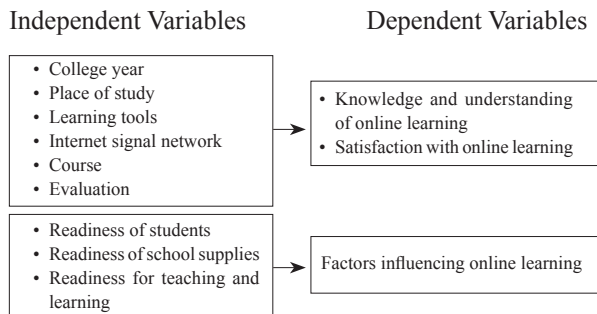 Independent Variables
Dependent Variables
• College year
• Place of study
• Learning tools
• Internet signal network
• Course
• Evaluation
• Knowledge and understanding
of online learning
• Satisfaction with online learning
• Readiness of students
• Readiness of school supplies
• Readiness for teaching and
learning
Factors influencing online learning